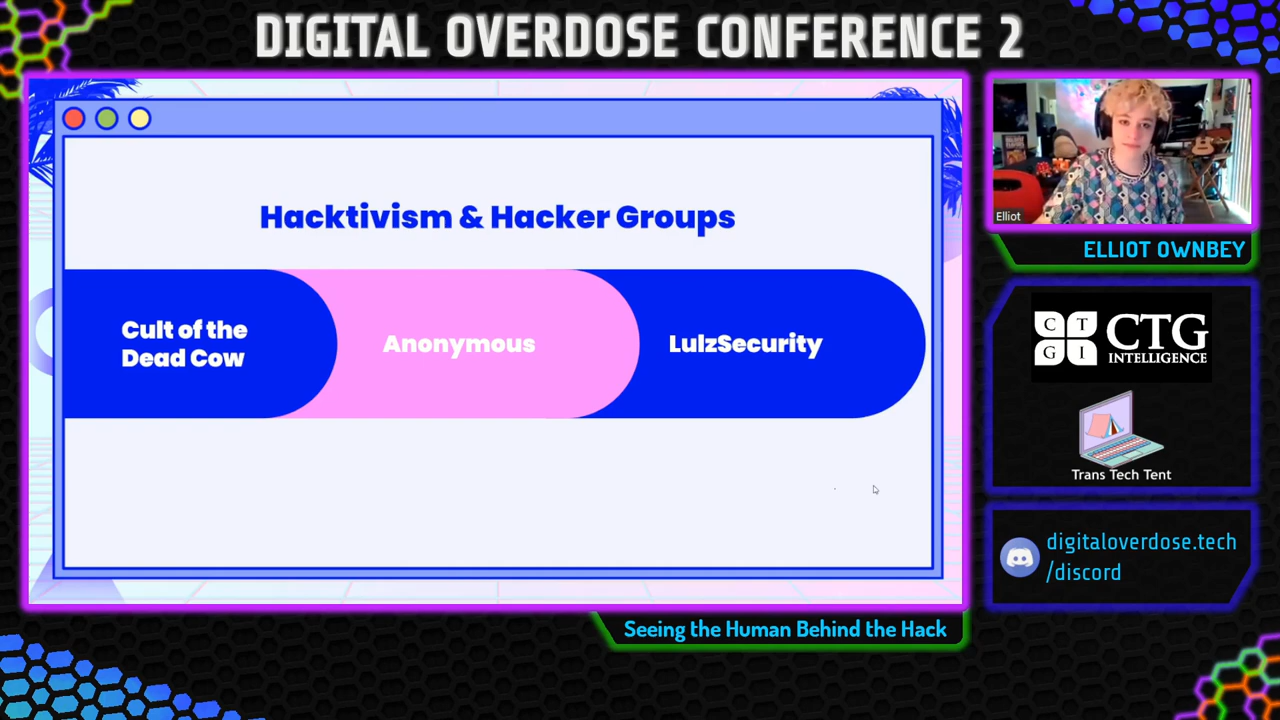 DIGITAL OVERDOSE CONFERENCE 2
Hacktivism & Hacker Groups
Cult of the
Dead Cow
Anonymous
LulzSecurity
Elliot
ELLIOT OWNBEY
C T
G I
CTG
INTELLIGENCE
Trans Tech Tent
digitaloverdose.tech
/discord
Seeing the Human Behind the Hack